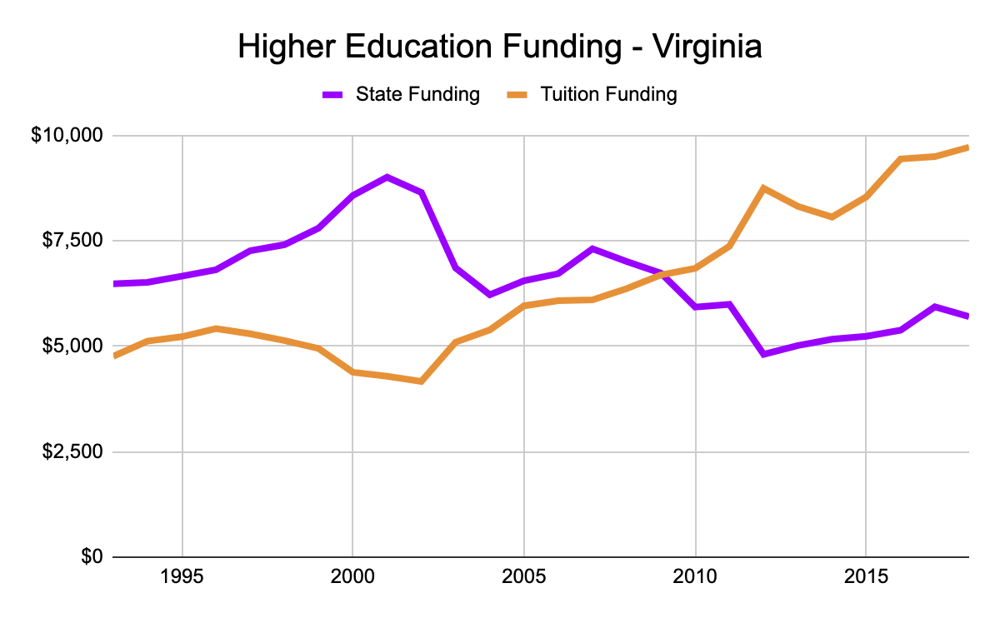 Higher Education Funding - Virginia
State Funding Tuition Funding
$10,000
$7,500
$5,000
$2,500
$0
1995 2000 2005 2010 2015